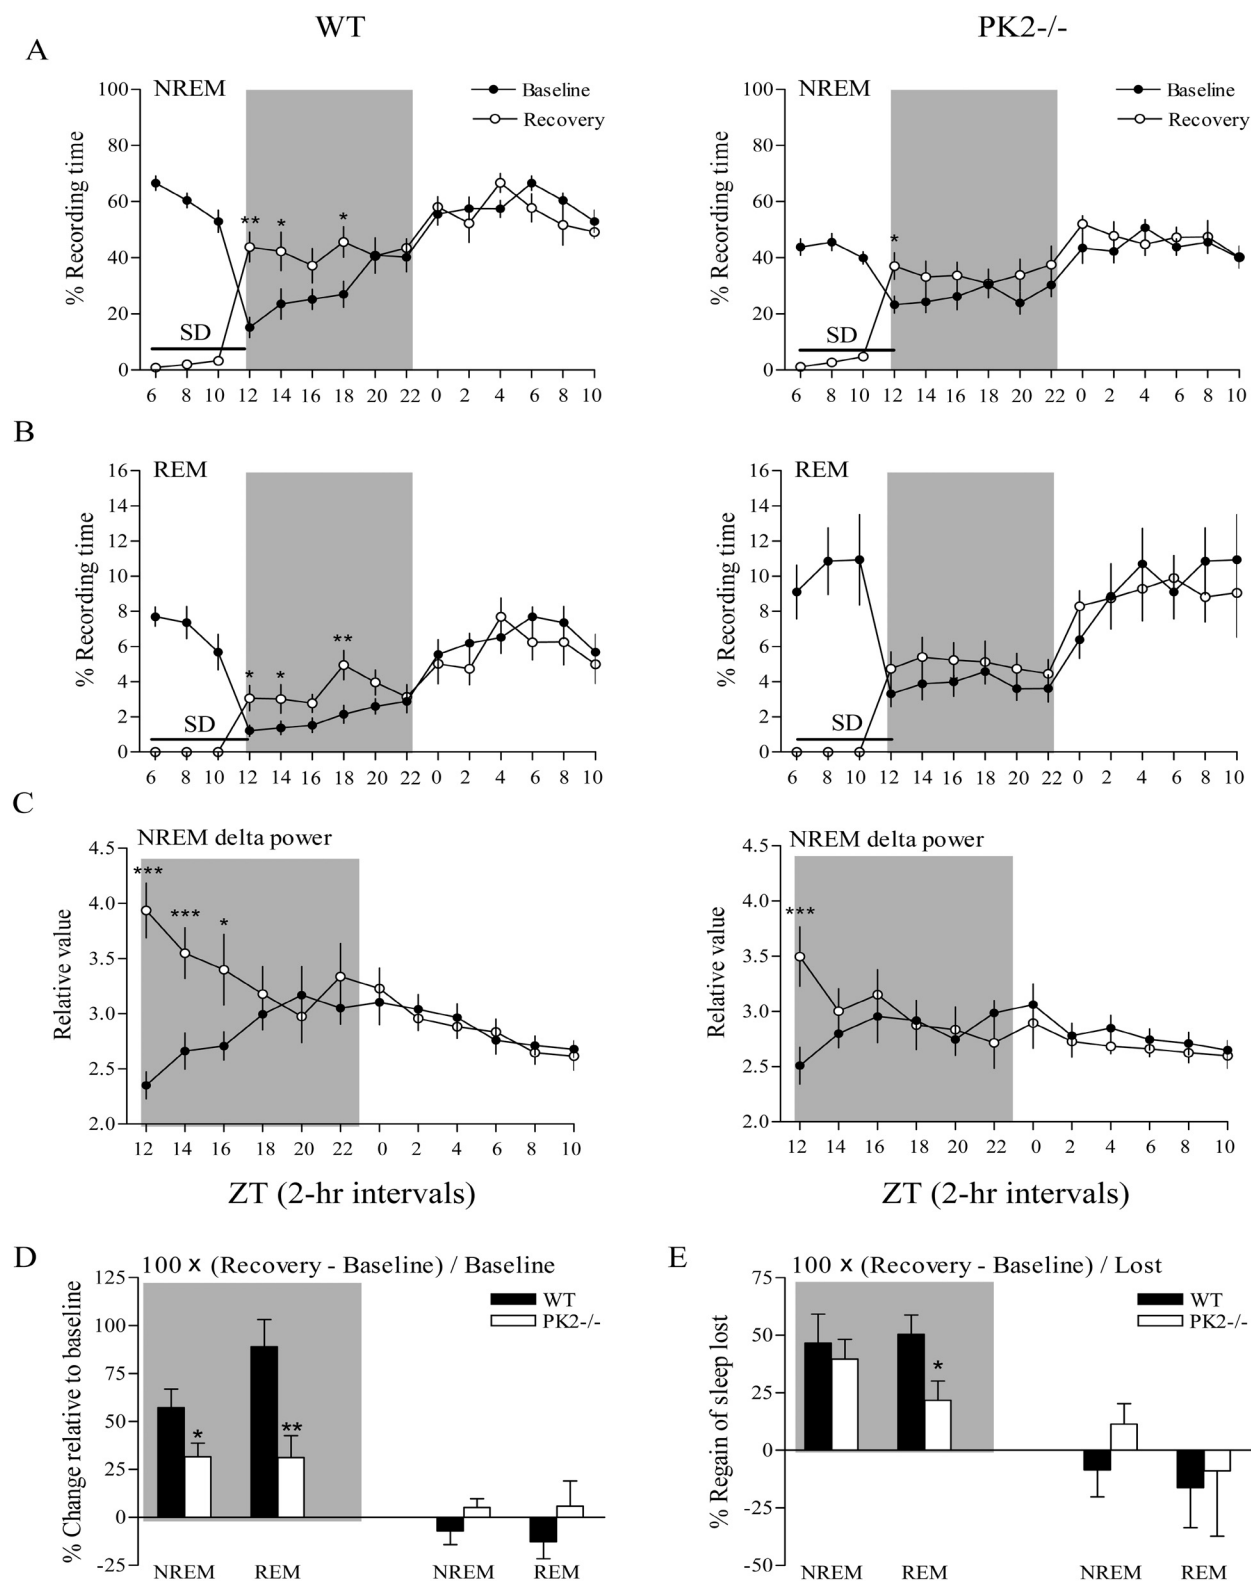 WT
PK2-/-
A
NREM
Baseline
Recovery
% Recording time
100
80
60
40
20
0
** * *
SD
6 8 10 12 14 16 18 20 22 0 2 4 6 8 10
NREM
Baseline
Recovery
% Recording time
100
80
60
40
20
0
*
SD
6 8 10 12 14 16 18 20 22 0 2 4 6 8 10
B
REM
% Recording time
16
14
12
10
8
6
4
2
0
* * **
SD
6 8 10 12 14 16 18 20 22 0 2 4 6 8 10
REM
% Recording time
16
14
12
10
8
6
4
2
0
SD
6 8 10 12 14 16 18 20 22 0 2 4 6 8 10
C
NREM delta power
Relative value
4.5
4.0
3.5
3.0
2.5
2.0
*** *** *
12 14 16 18 20 22 0 2 4 6 8 10
ZT (2-hr intervals)
NREM delta power
Relative value
4.5
4.0
3.5
3.0
2.5
2.0
***
12 14 16 18 20 22 0 2 4 6 8 10
ZT (2-hr intervals)
D
100 x (Recovery - Baseline) / Baseline
% Change relative to baseline
125
100
75
50
25
0
-25
WT
PK2-/-
* **
NREM REM NREM REM
E
100 x (Recovery - Baseline) / Lost
% Regain of sleep lost
75
50
25
0
-25
-50
WT
PK2-/-
*
NREM REM NREM REM